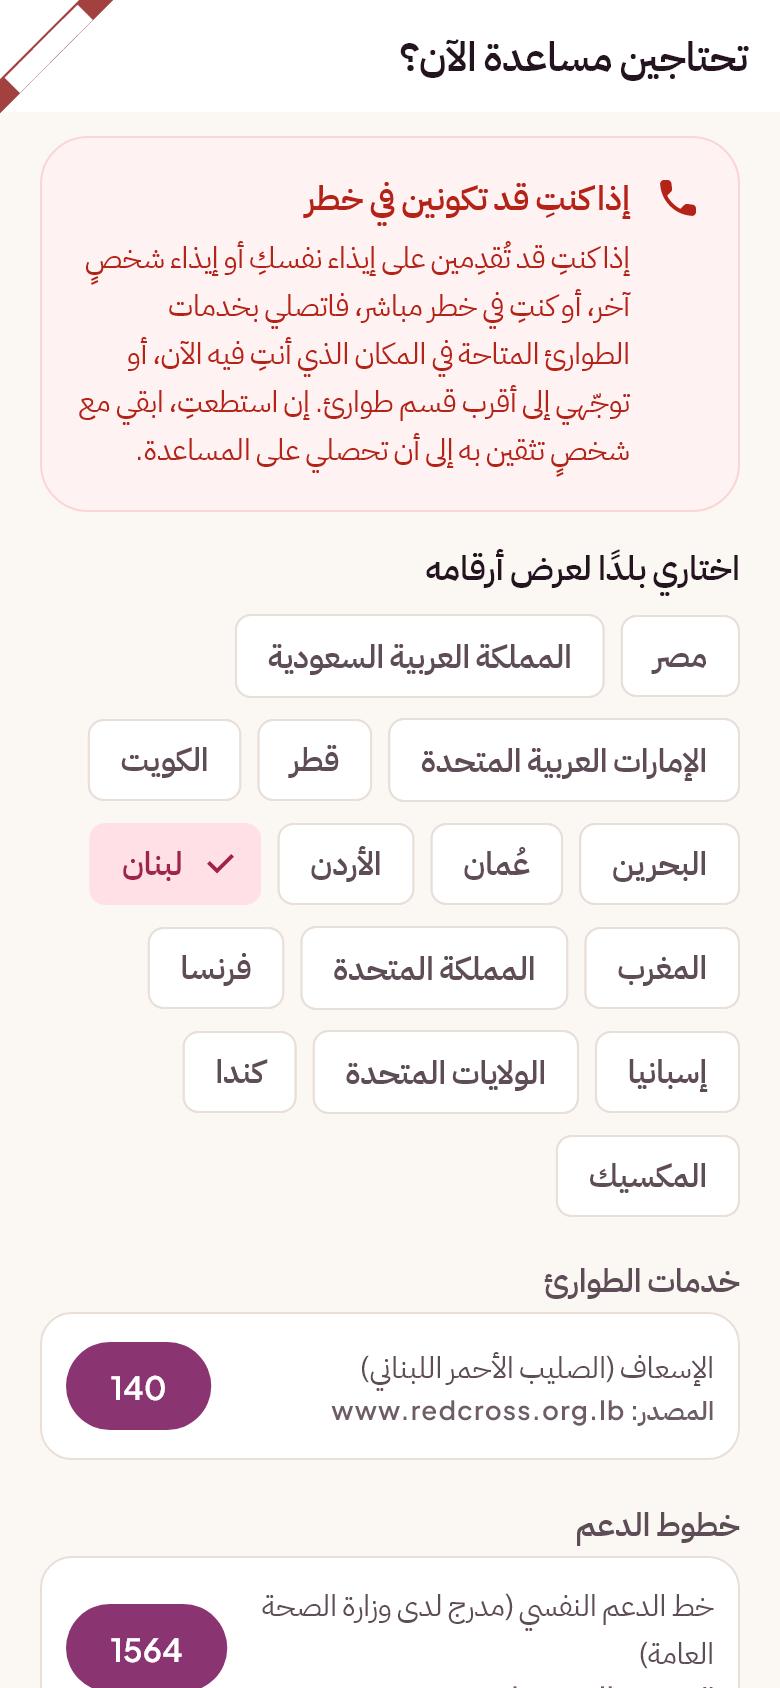 تحتاجين مساعدة الآن؟
إذا كنتِ قد تكونين في خطر
إذا كنتِ قد تُقدِمين على إيذاء نفسكِ أو إيذاء شخصٍ
آخر، أو كنتِ في خطر مباشر، فاتصلي بخدمات
الطوارئ المتاحة في المكان الذي أنتِ فيه الآن، أو
توجّهي إلى أقرب قسم طوارئ. إن استطعتِ، ابقي مع
شخصٍ تثقين به إلى أن تحصلي على المساعدة.
اختاري بلدًا لعرض أرقامه
مصر
المملكة العربية السعودية
الإمارات العربية المتحدة
قطر
الكويت
البحرين
عُمان
الأردن
لبنان
المغرب
المملكة المتحدة
فرنسا
إسبانيا
الولايات المتحدة
كندا
المكسيك
خدمات الطوارئ
الإسعاف (الصليب الأحمر اللبناني)
المصدر: www.redcross.org.lb
140
خطوط الدعم
خط الدعم النفسي (مدرج لدى وزارة الصحة
العامة)
1564